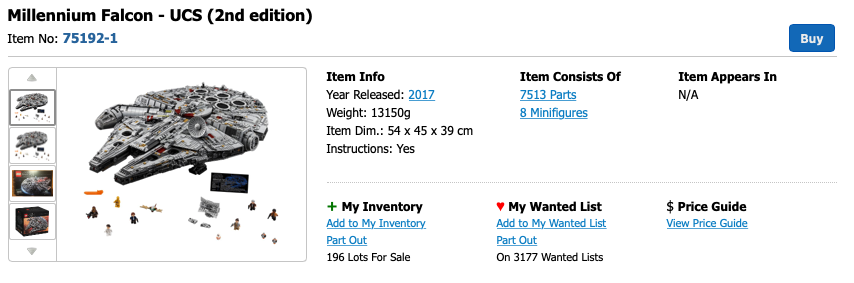 Millennium Falcon - UCS (2nd edition)
Item No: 75192-1
Buy
Item Info
Year Released: 2017
Weight: 13150g
Item Dim.: 54 x 45 x 39 cm
Instructions: Yes
Item Consists Of
7513 Parts
8 Minifigures
Item Appears In
N/A
+ My Inventory
Add to My Inventory
Part Out
196 Lots For Sale
♥ My Wanted List
Add to My Wanted List
Part Out
On 3177 Wanted Lists
$ Price Guide
View Price Guide